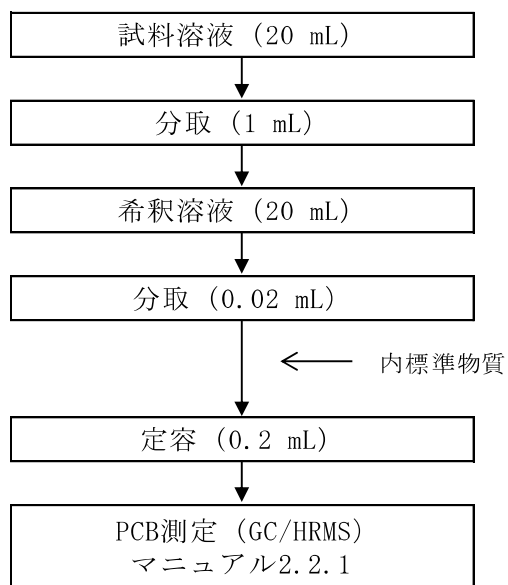 試料溶液 (20 mL)
分取 (1 mL)
希釈溶液 (20 mL)
分取 (0.02 mL)
内標準物質
定容 (0.2 mL)
PCB測定 (GC/HRMS)
マニュアル2.2.1